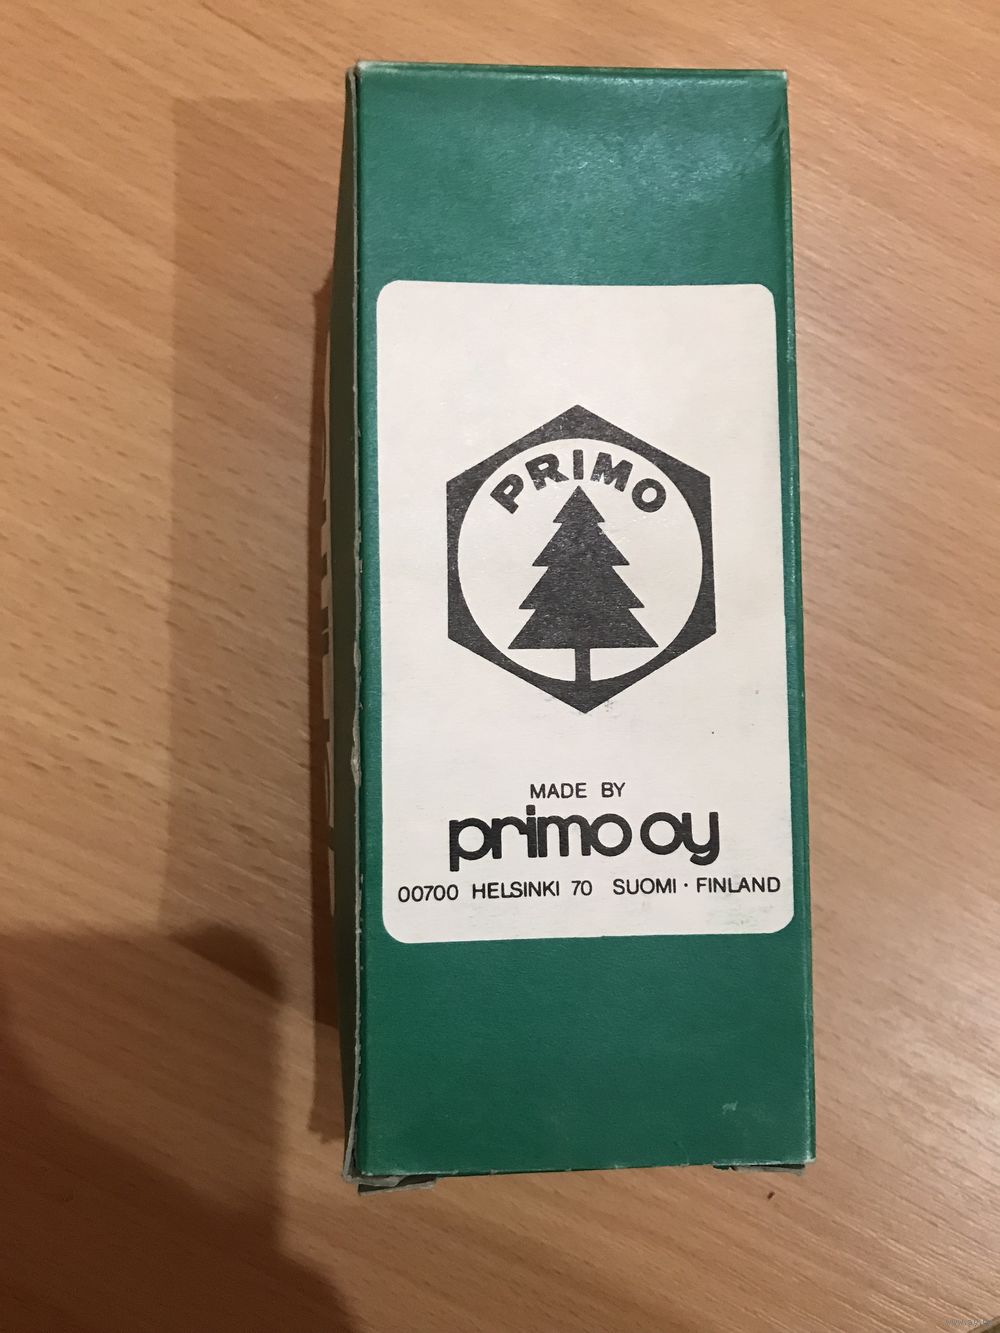 PRIMO
MADE BY
primo oy
00700 HELSINKI 70 SUOMI · FINLAND